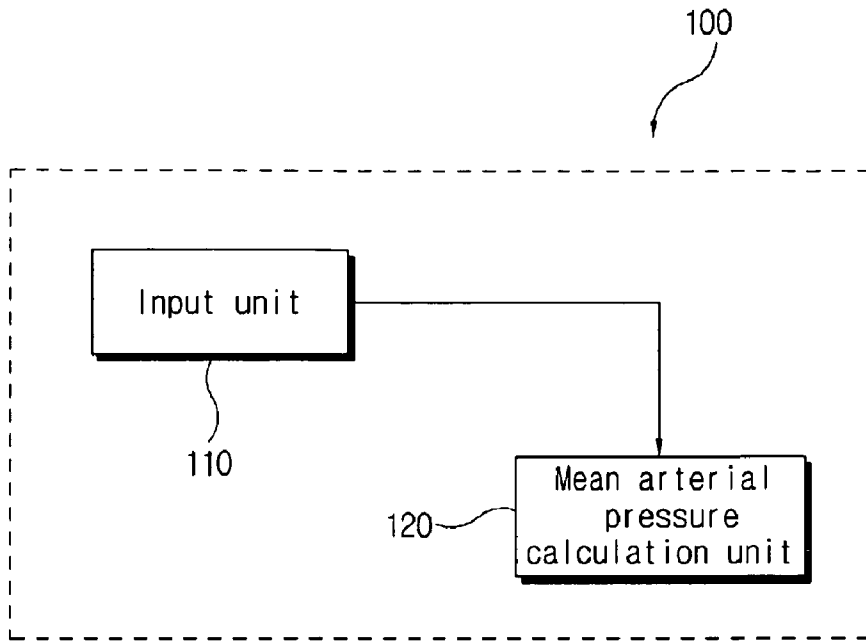 100
Input unit
110
Mean arterial
pressure
calculation unit
120